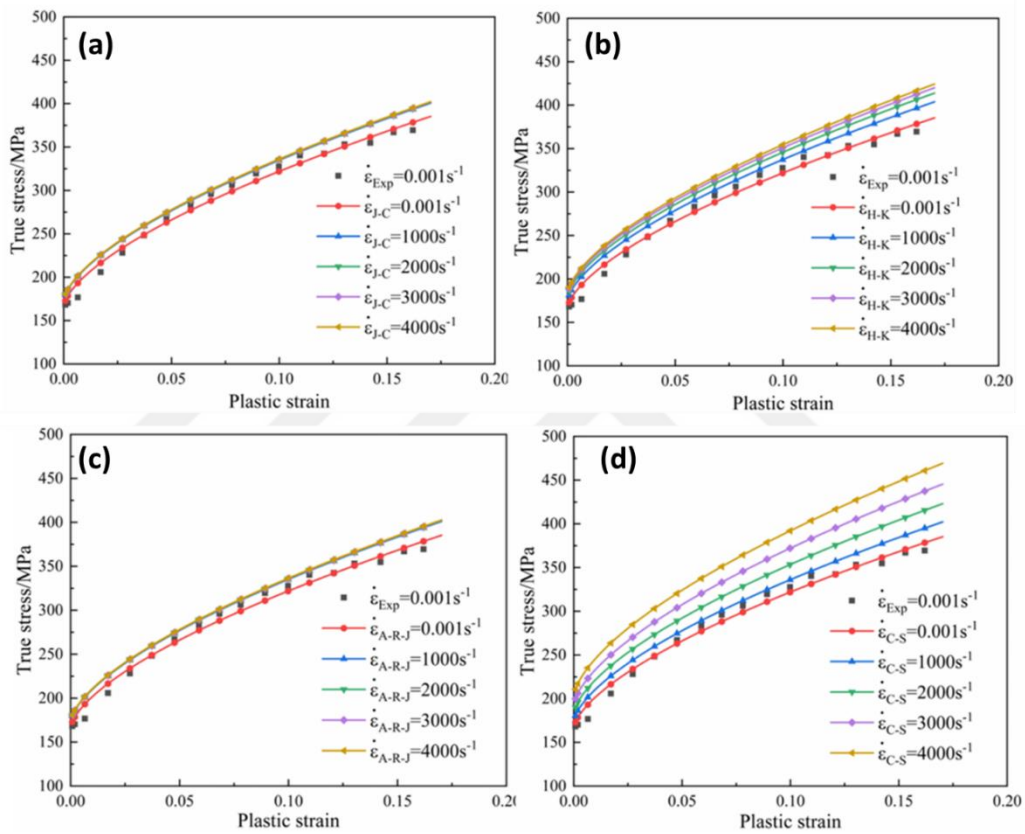 (a)
500
450
400
350
300
250
200
150
100
True stress/MPa
ε̇Exp=0.001s-1
ε̇J-C=0.001s-1
ε̇J-C=1000s-1
ε̇J-C=2000s-1
ε̇J-C=3000s-1
ε̇J-C=4000s-1
0.00 0.05 0.10 0.15 0.20
Plastic strain
(b)
500
450
400
350
300
250
200
150
100
True stress/MPa
ε̇Exp=0.001s-1
ε̇H-K=0.001s-1
ε̇H-K=1000s-1
ε̇H-K=2000s-1
ε̇H-K=3000s-1
ε̇H-K=4000s-1
0.00 0.05 0.10 0.15 0.20
Plastic strain
(c)
500
450
400
350
300
250
200
150
100
True stress/MPa
ε̇Exp=0.001s-1
ε̇A-R-J=0.001s-1
ε̇A-R-J=1000s-1
ε̇A-R-J=2000s-1
ε̇A-R-J=3000s-1
ε̇A-R-J=4000s-1
0.00 0.05 0.10 0.15 0.20
Plastic strain
(d)
500
450
400
350
300
250
200
150
100
True stress/MPa
ε̇Exp=0.001s-1
ε̇C-S=0.001s-1
ε̇C-S=1000s-1
ε̇C-S=2000s-1
ε̇C-S=3000s-1
ε̇C-S=4000s-1
0.00 0.05 0.10 0.15 0.20
Plastic strain